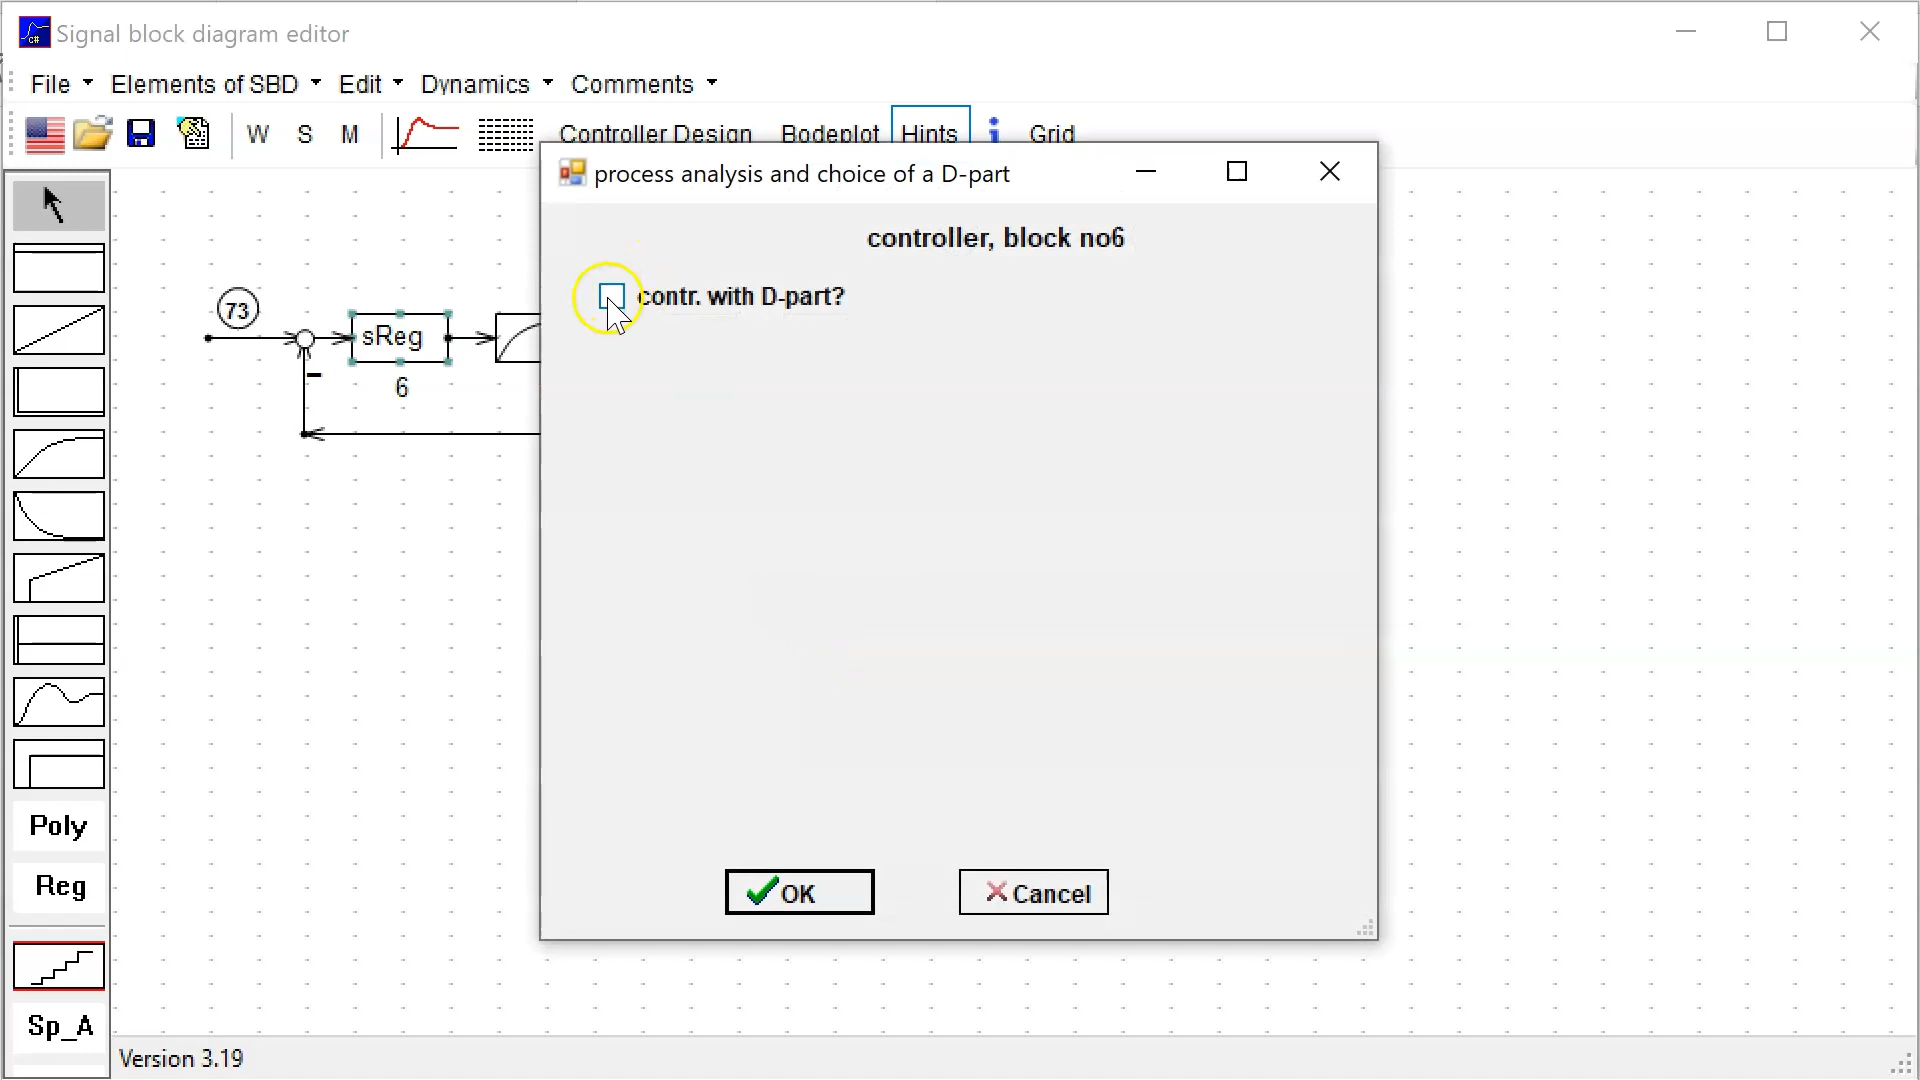 Signal block diagram editor
File Elements of SBD Edit Dynamics Comments
W S M Controller Design Bodeplot Hints i Grid
process analysis and choice of a D-part
controller, block no6
contr. with D-part?
73
sReg
6
OK Cancel
Poly
Reg
Sp_A
Version 3.19